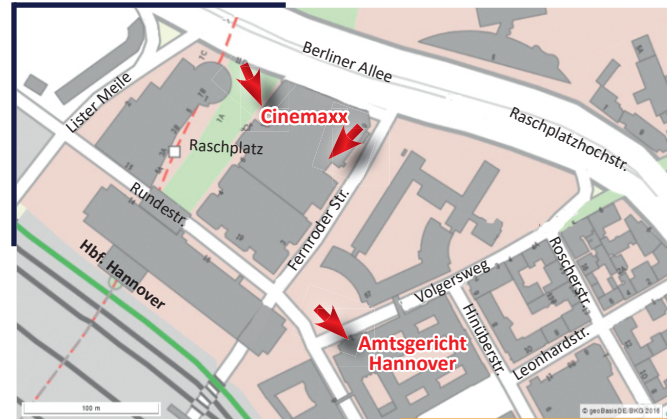 Berliner Allee
Lister Meile
Cinemaxx
Raschplatzhochstr.
Raschplatz
Rundestr.
Fernroder Str.
Hbf. Hannover
Volgersweg
Roscherstr.
Hinüberstr.
Leonhardstr.
Amtsgericht
Hannover
100 m
© geoBasisDE/BKG 2016